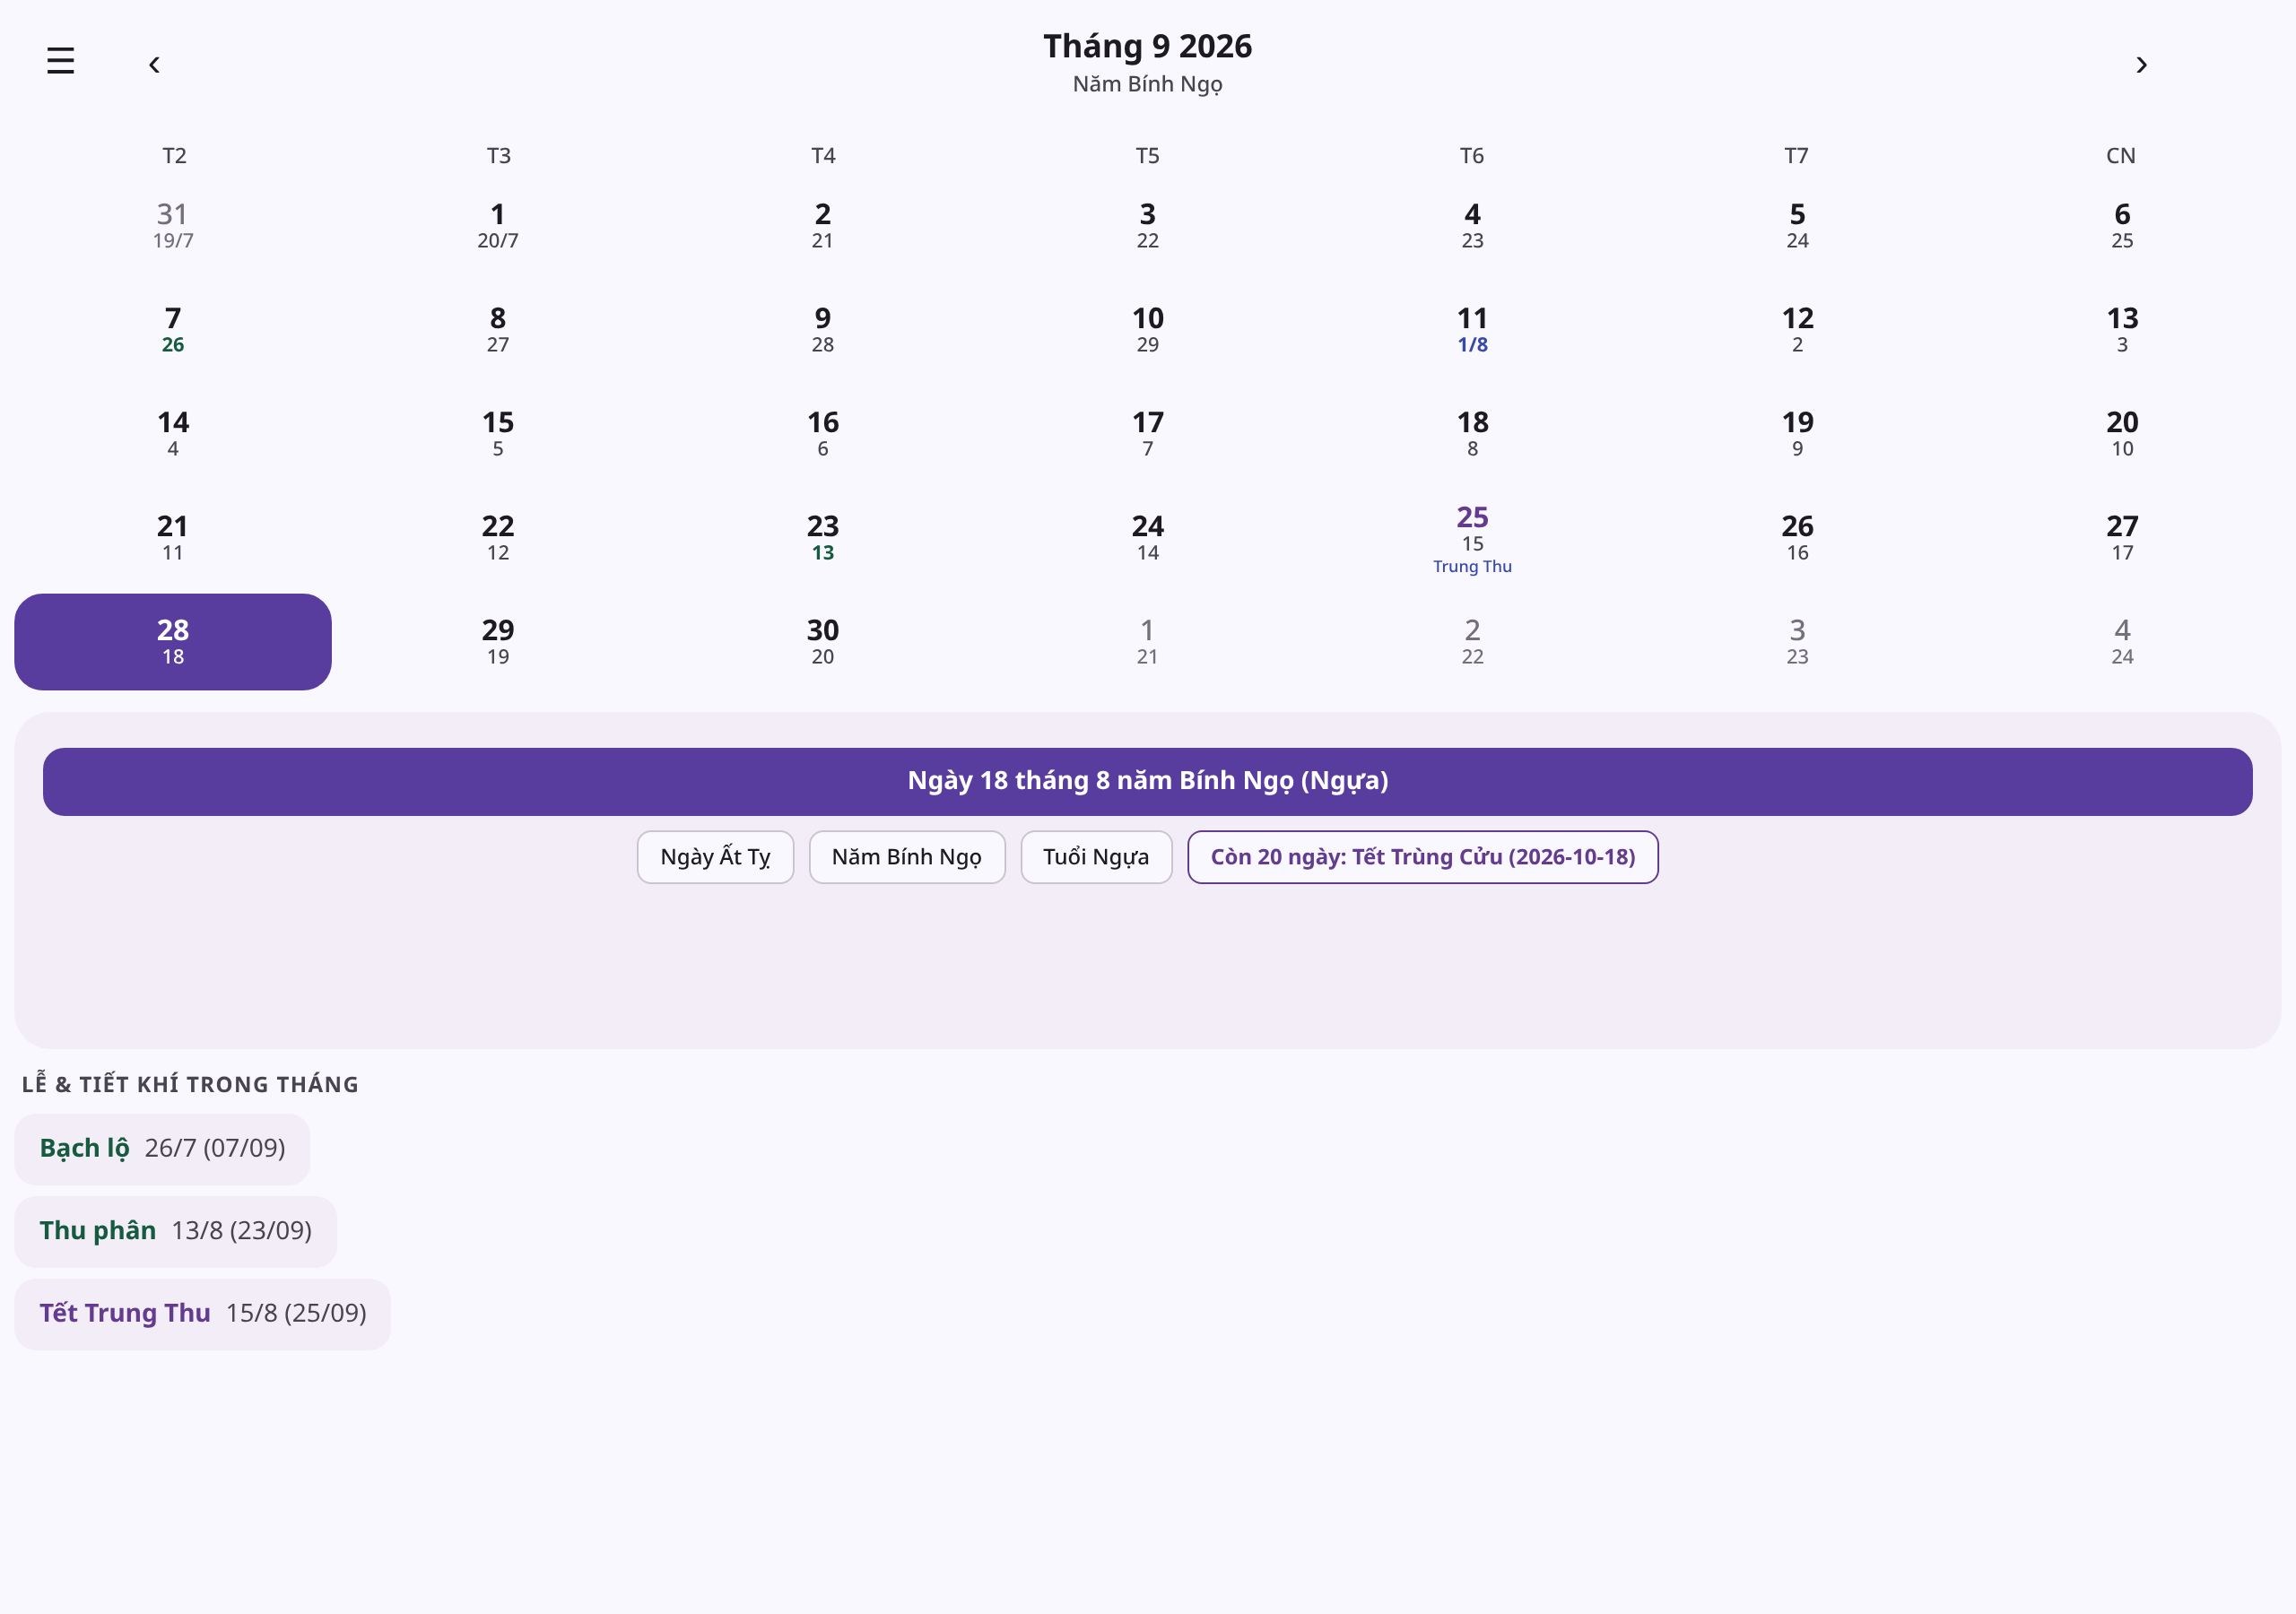 ☰ ‹ Tháng 9 2026 ›
Năm Bính Ngọ
T2 T3 T4 T5 T6 T7 CN
31 1 2 3 4 5 6
19/7 20/7 21 22 23 24 25
7 8 9 10 11 12 13
26 27 28 29 1/8 2 3
14 15 16 17 18 19 20
4 5 6 7 8 9 10
21 22 23 24 25 26 27
11 12 13 14 15 16 17
Trung Thu
28 29 30 1 2 3 4
18 19 20 21 22 23 24
Ngày 18 tháng 8 năm Bính Ngọ (Ngựa)
Ngày Ất Tỵ Năm Bính Ngọ Tuổi Ngựa Còn 20 ngày: Tết Trùng Cửu (2026-10-18)
LỄ & TIẾT KHÍ TRONG THÁNG
Bạch lộ 26/7 (07/09)
Thu phân 13/8 (23/09)
Tết Trung Thu 15/8 (25/09)